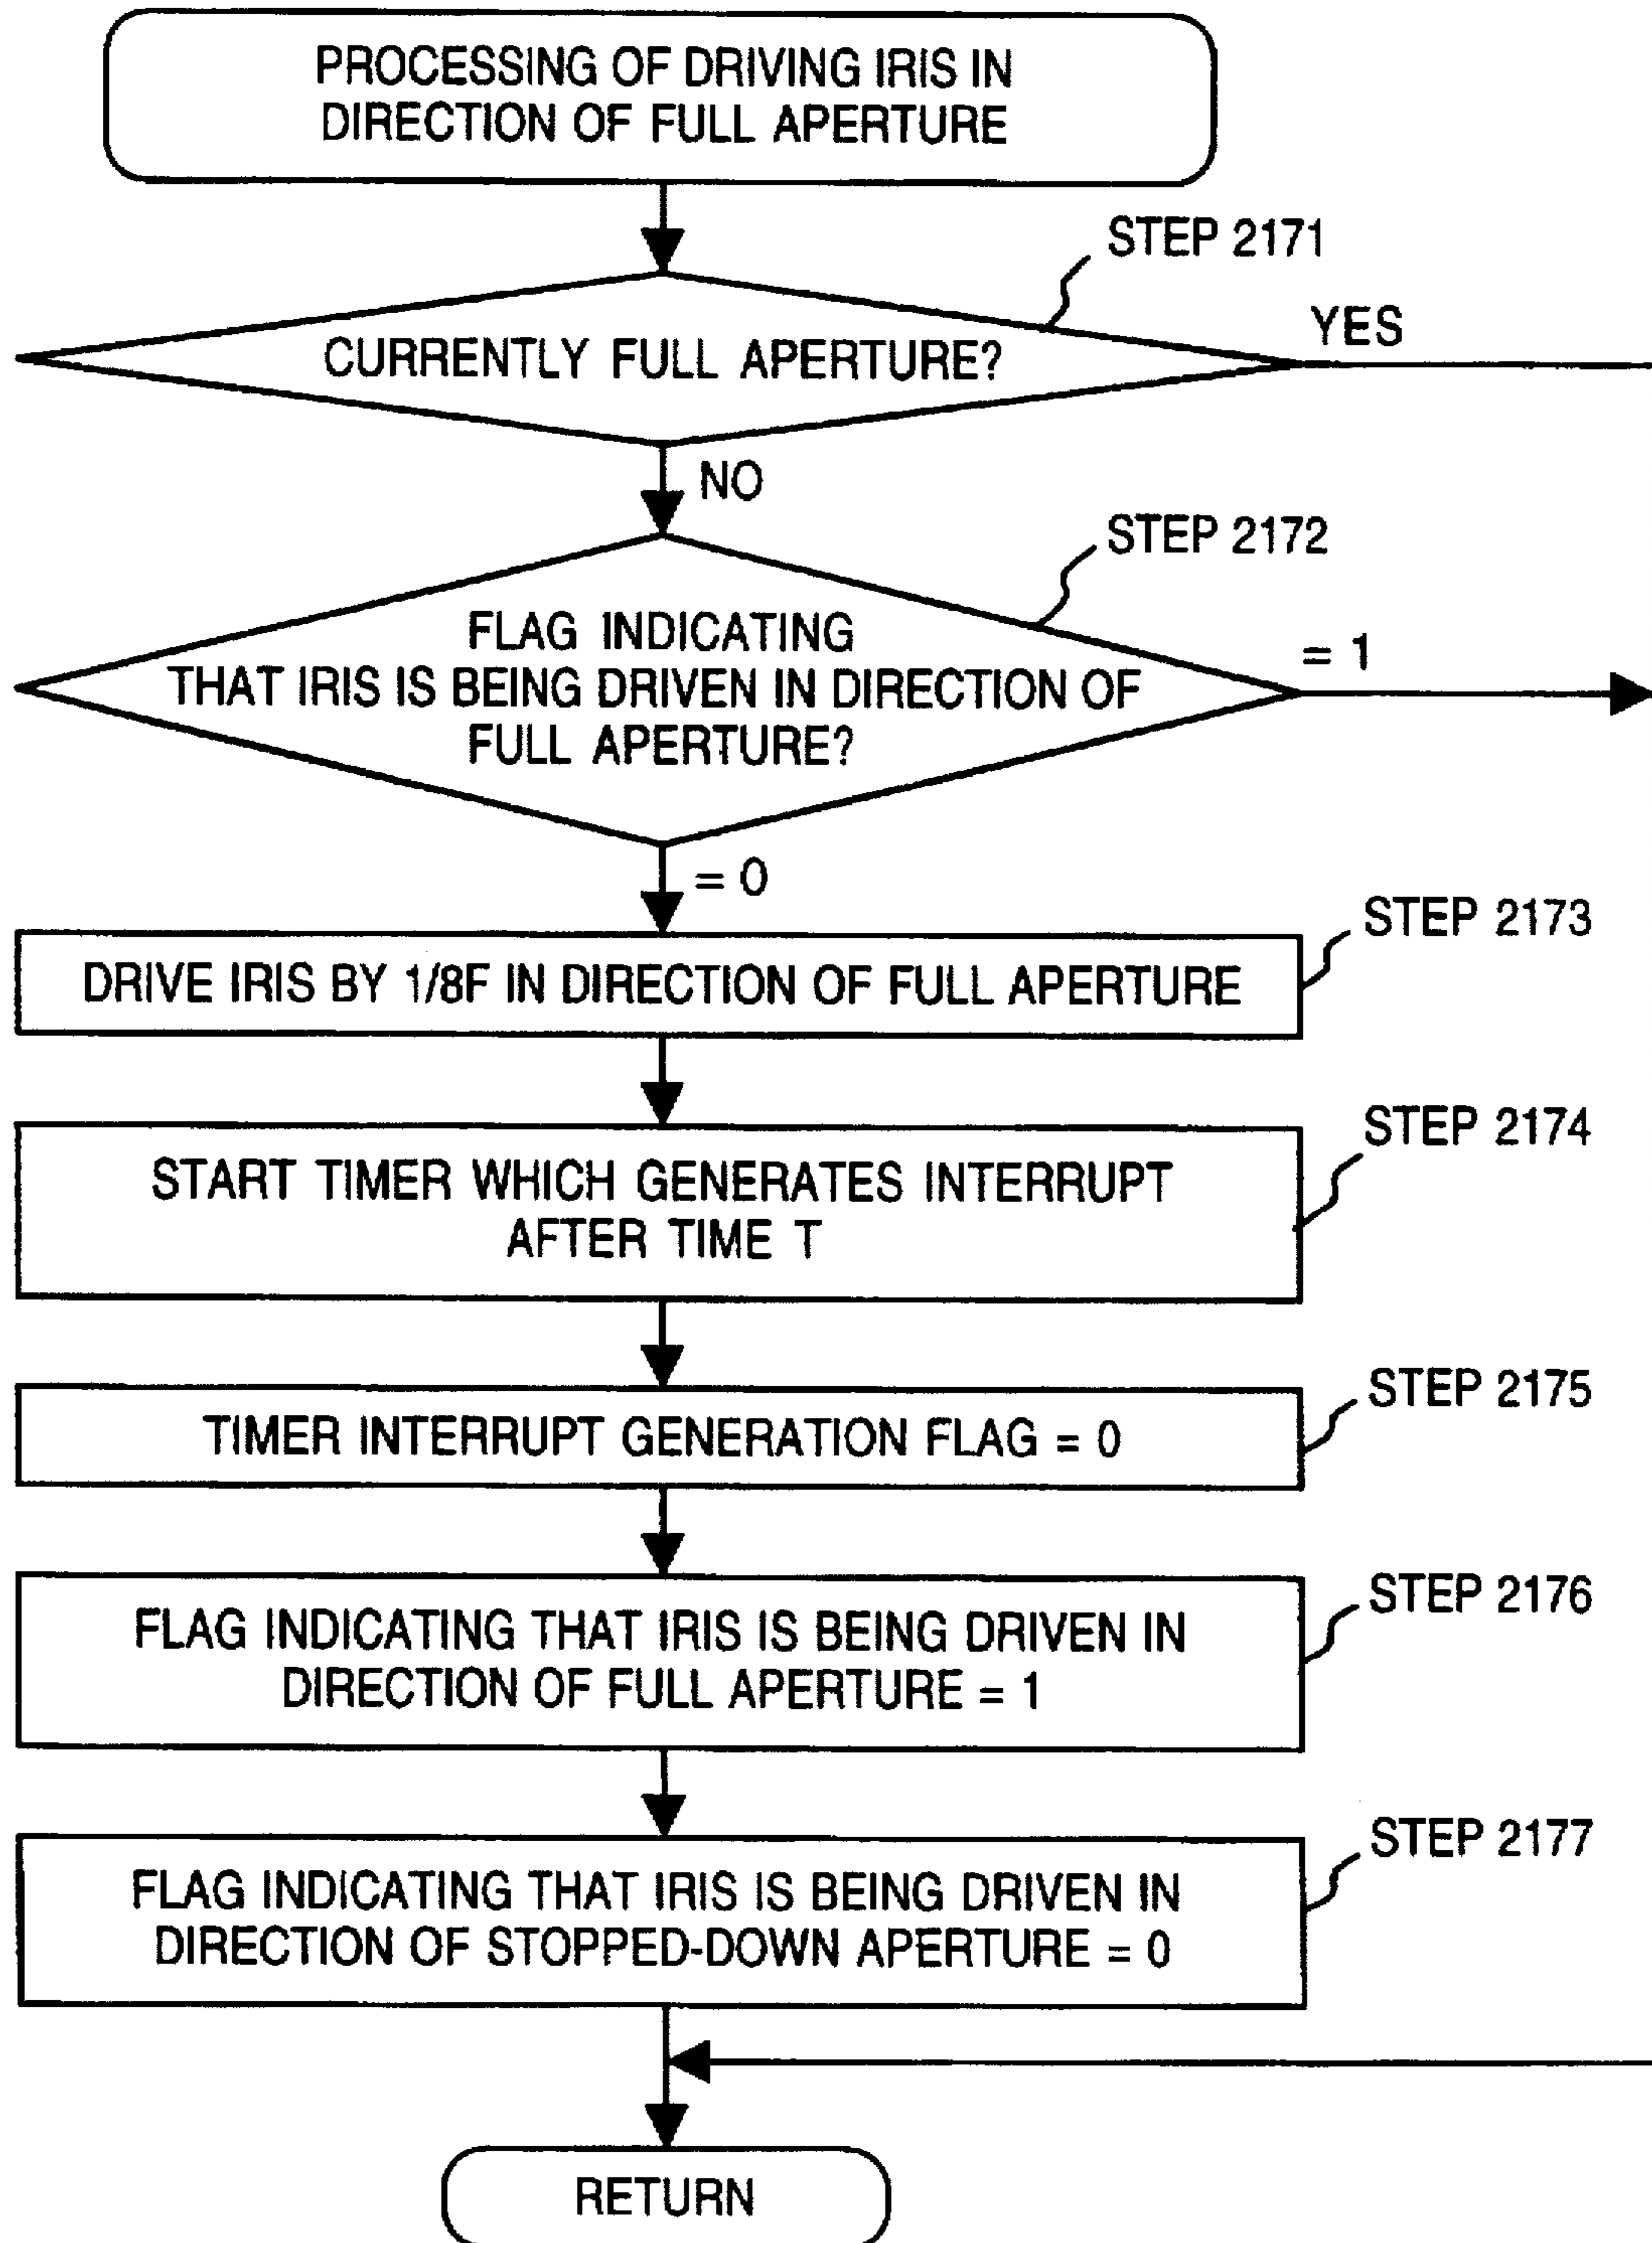 PROCESSING OF DRIVING IRIS IN
DIRECTION OF FULL APERTURE
STEP 2171
CURRENTLY FULL APERTURE?
YES
NO
STEP 2172
FLAG INDICATING
THAT IRIS IS BEING DRIVEN IN DIRECTION OF
FULL APERTURE?
= 1
= 0
STEP 2173
DRIVE IRIS BY 1/8F IN DIRECTION OF FULL APERTURE
STEP 2174
START TIMER WHICH GENERATES INTERRUPT
AFTER TIME T
STEP 2175
TIMER INTERRUPT GENERATION FLAG = 0
STEP 2176
FLAG INDICATING THAT IRIS IS BEING DRIVEN IN
DIRECTION OF FULL APERTURE = 1
STEP 2177
FLAG INDICATING THAT IRIS IS BEING DRIVEN IN
DIRECTION OF STOPPED-DOWN APERTURE = 0
RETURN